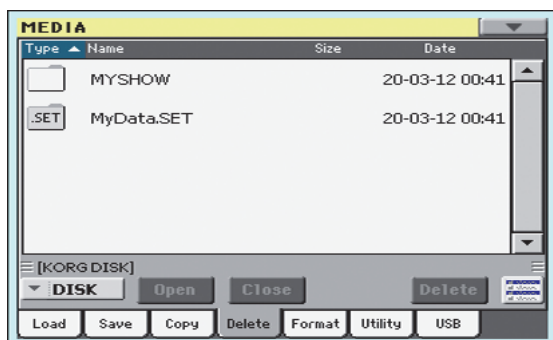 MEDIA
Type Name Size Date
MYSHOW 20-03-12 00:41
.SET MyData.SET 20-03-12 00:41
[KORG DISK]
DISK Open Close Delete
Load Save Copy Delete Format Utility USB